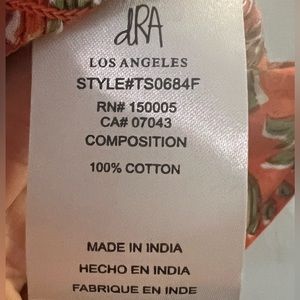 dRA
LOS ANGELES
STYLE#TS0684F
RN# 150005
CA# 07043
COMPOSITION
100% COTTON
MADE IN INDIA
HECHO EN INDIA
FABRIQUE EN INDE